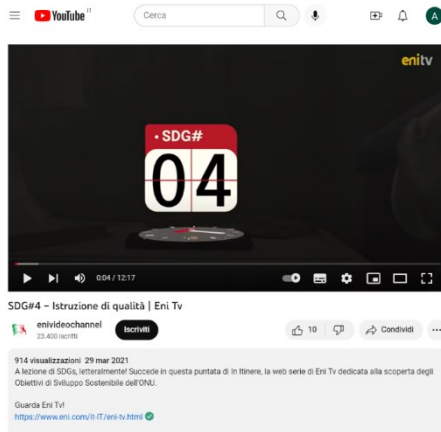 YouTube IT
Cerca
A
enitv
• SDG#
04
0:04 / 12:17
SDG#4 – Istruzione di qualità | Eni Tv
enivideochannel
23.400 iscritti
Iscriviti
10
Condividi
914 visualizzazioni 29 mar 2021
A lezione di SDGs, letteralmente! Succede in questa puntata di In Itinere, la web serie di Eni Tv dedicata alla scoperta degli
Obiettivi di Sviluppo Sostenibile dell'ONU.
Guarda Eni Tv!
https://www.eni.com/it-IT/eni-tv.html